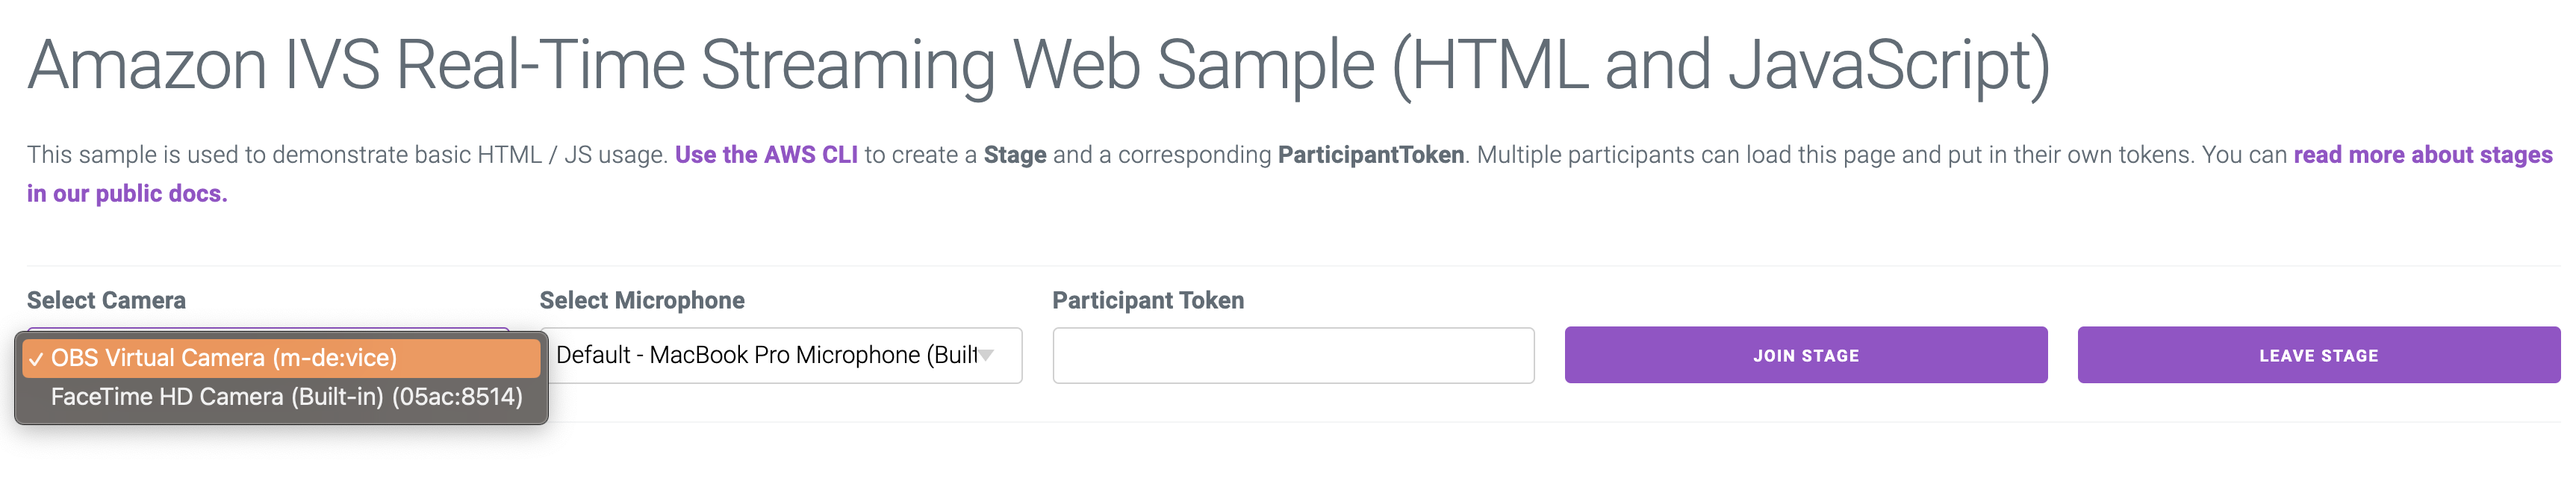 Amazon IVS Real-Time Streaming Web Sample (HTML and JavaScript)
This sample is used to demonstrate basic HTML / JS usage. Use the AWS CLI to create a Stage and a corresponding ParticipantToken. Multiple participants can load this page and put in their own tokens. You can read more about stages
in our public docs.
Select Camera
Select Microphone
Participant Token
✓ OBS Virtual Camera (m-de:vice)
FaceTime HD Camera (Built-in) (05ac:8514)
Default - MacBook Pro Microphone (Built
JOIN STAGE
LEAVE STAGE